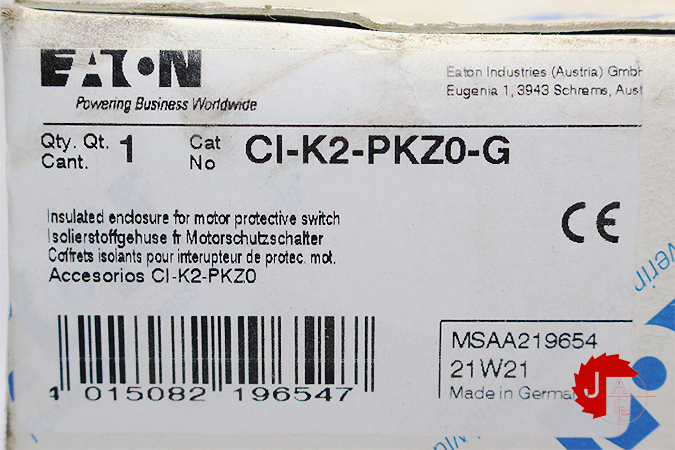 EATON
Powering Business Worldwide
Eaton Industries (Austria) GmbH
Eugenia 1, 3943 Schrems, Aust
Qty. Qt. 1 Cat CI-K2-PKZ0-G
Cant. No
Insulated enclosure for motor protective switch
Isolierstoffgehuse fr Motorschutzschalter
Coffrets isolants pour interupteur de protec. mot.
Accesorios CI-K2-PKZ0
CE
4 015082 196547
MSAA219654
21W21
Made in German